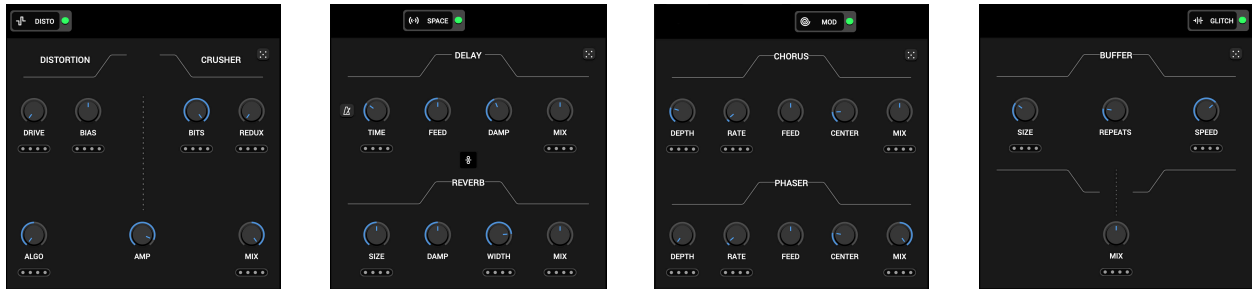 DISTO
DISTORTION CRUSHER
DRIVE BIAS BITS REDUX
ALGO AMP MIX
SPACE
DELAY
TIME FEED DAMP MIX
REVERB
SIZE DAMP WIDTH MIX
MOD
CHORUS
DEPTH RATE FEED CENTER MIX
PHASER
DEPTH RATE FEED CENTER MIX
GLITCH
BUFFER
SIZE REPEATS SPEED
MIX